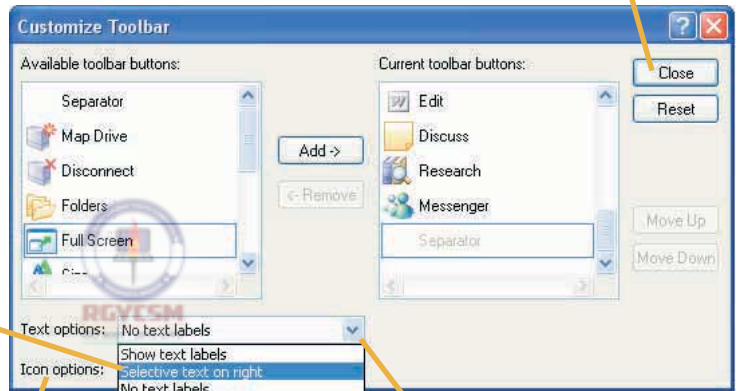 Customize Toolbar
Available toolbar buttons:
Separator
Map Drive
Disconnect
Folders
Full Screen
Add ->
<- Remove
Current toolbar buttons:
Edit
Discuss
Research
Messenger
Separator
Close
Reset
Move Up
Move Down
RGYCSM
Text options: No text labels
Show text labels
Selective text on right
Icon options: No text labels